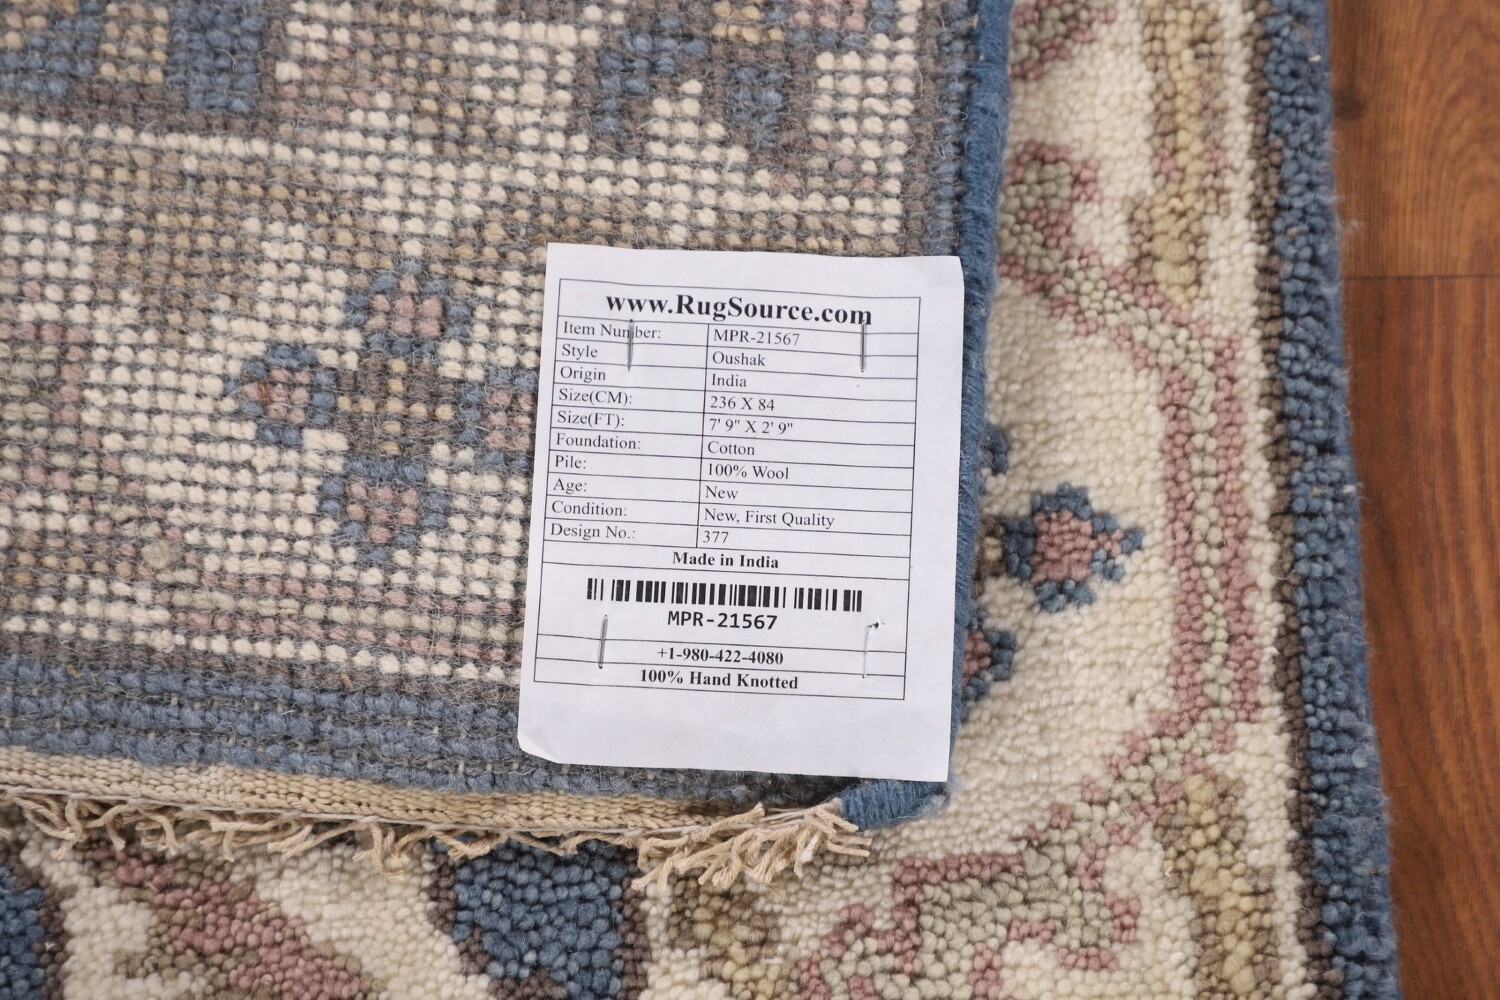 www.RugSource.com
Item Number: MPR-21567
Style Oushak
Origin India
Size(CM): 236 X 84
Size(FT): 7' 9" X 2' 9"
Foundation: Cotton
Pile: 100% Wool
Age: New
Condition: New, First Quality
Design No.: 377
Made in India
MPR-21567
+1-980-422-4080
100% Hand Knotted